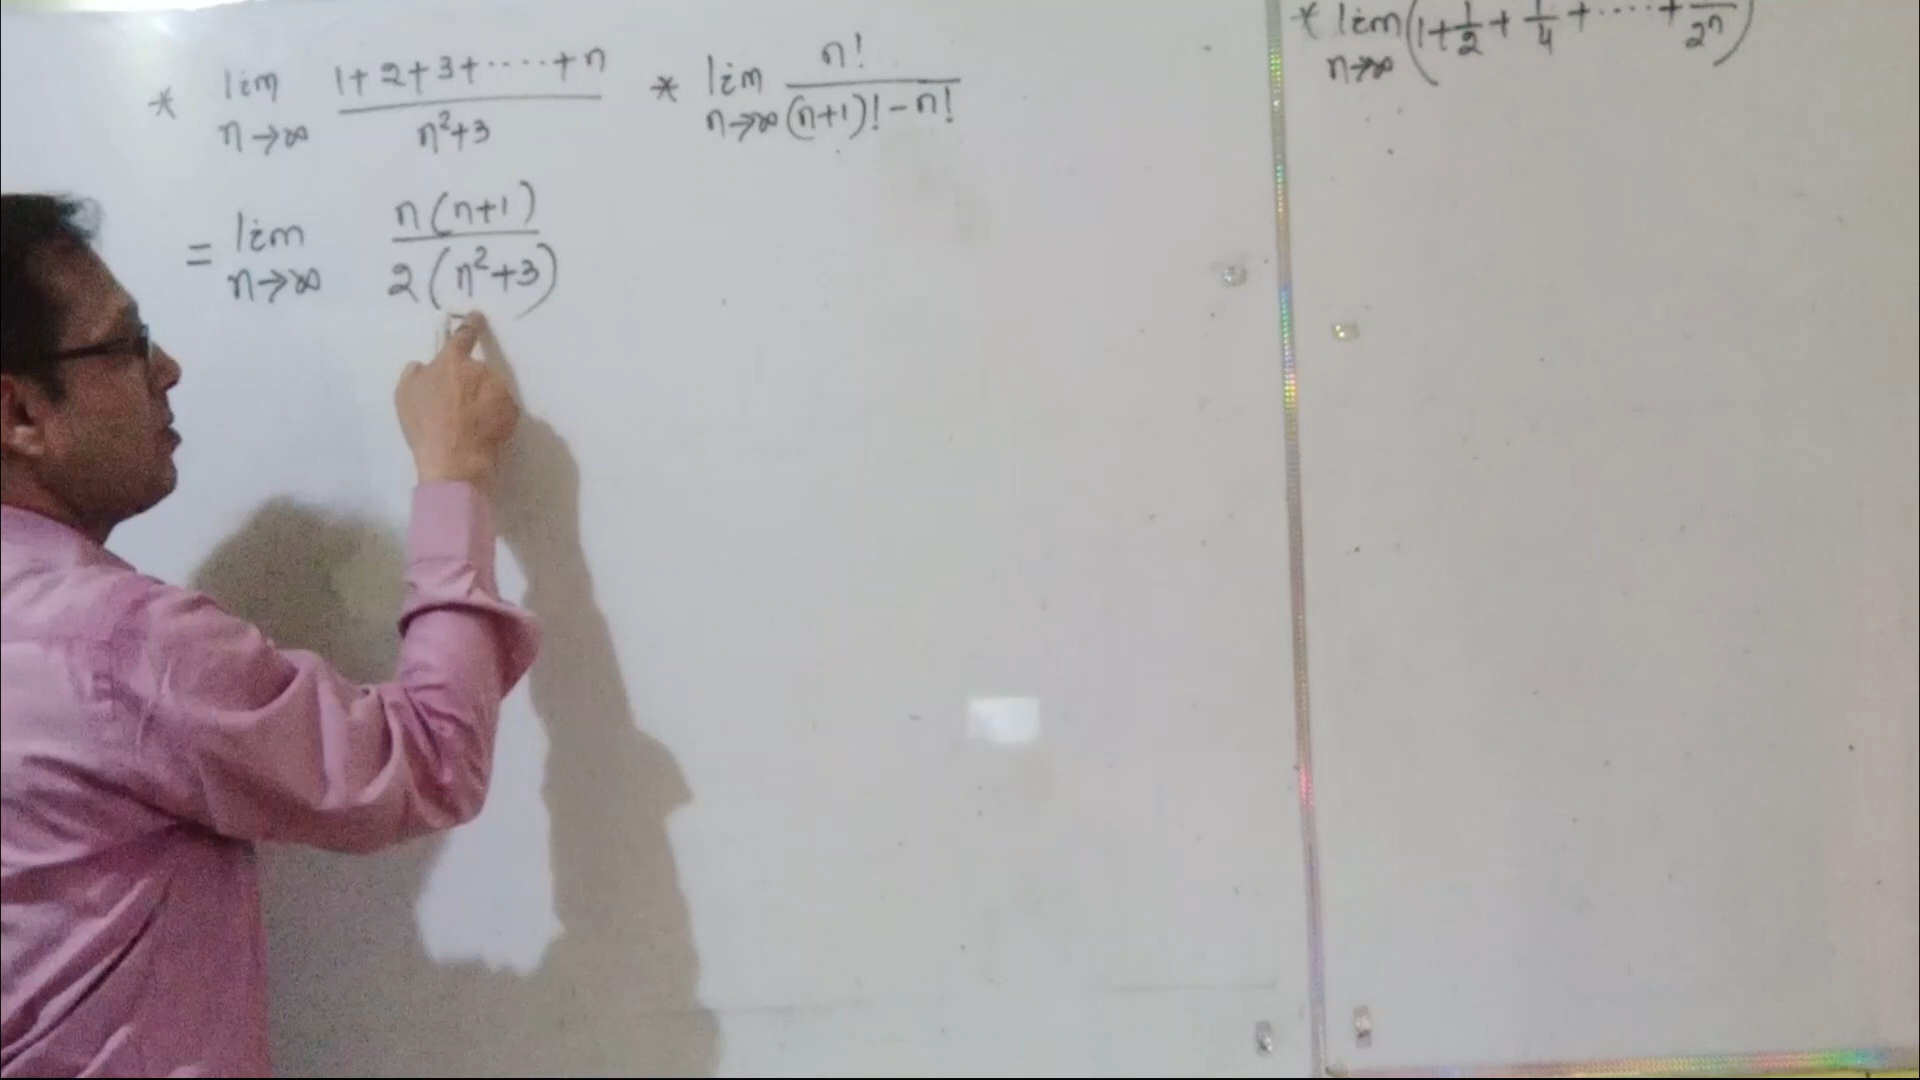 * lim n→∞ (1+2+3+·····+n)/(n²+3)
* lim n→∞ n!/((n+1)!-n!)
= lim n→∞ n(n+1)/(2(n²+3))
* lim n→∞ (1+1/2+1/4+·····+ /2ⁿ)